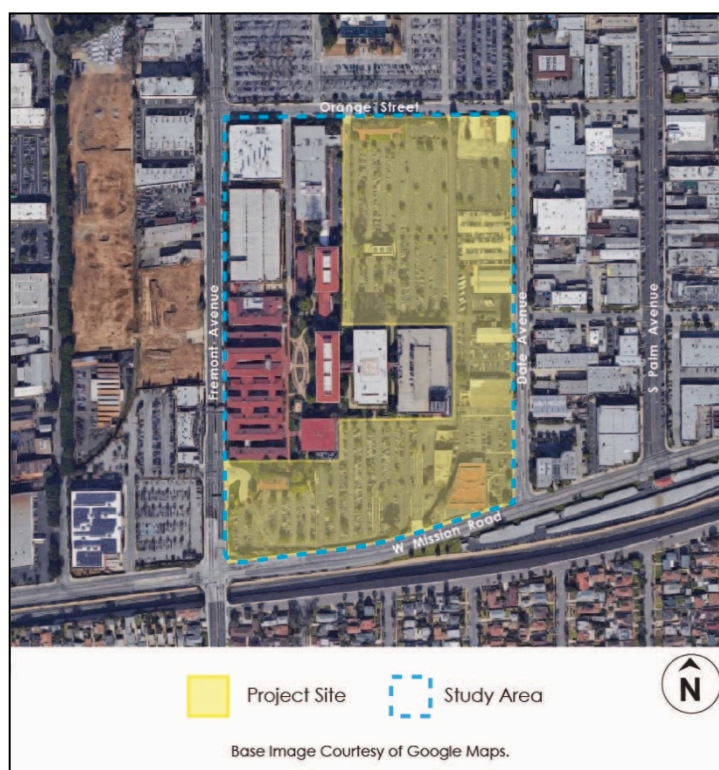 Orange Street
Fremont Avenue
Date Avenue
S Palm Avenue
W Mission Road
Project Site
Study Area
N
Base Image Courtesy of Google Maps.